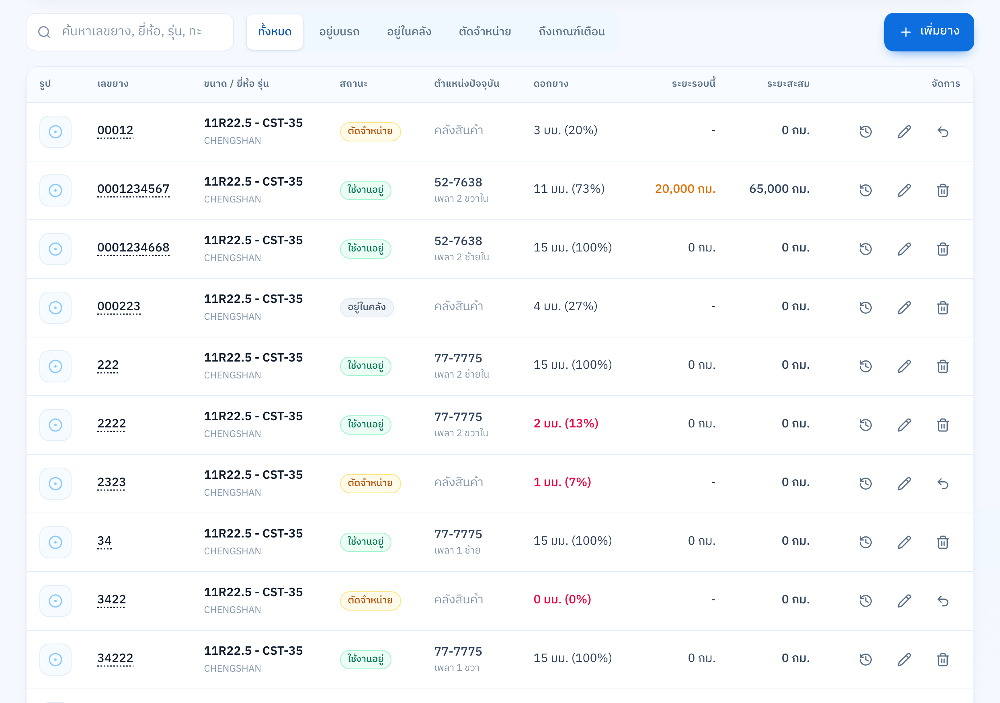 ค้นหาเลขยาง, ยี่ห้อ, รุ่น, ทะ
ทั้งหมด อยู่บนรถ อยู่ในคลัง ตัดจำหน่าย ถึงเกณฑ์เตือน
เพิ่มยาง
รูป เลขยาง ขนาด / ยี่ห้อ รุ่น สถานะ ตำแหน่งปัจจุบัน ดอกยาง ระยะรอบนี้ ระยะสะสม จัดการ
00012 11R22.5 - CST-35 ตัดจำหน่าย คลังสินค้า 3 มม. (20%) - 0 กม.
CHENGSHAN
0001234567 11R22.5 - CST-35 ใช้งานอยู่ 52-7638 11 มม. (73%) 20,000 กม. 65,000 กม.
CHENGSHAN เพลา 2 ขวาใน
0001234668 11R22.5 - CST-35 ใช้งานอยู่ 52-7638 15 มม. (100%) 0 กม. 0 กม.
CHENGSHAN เพลา 2 ซ้ายใน
000223 11R22.5 - CST-35 อยู่ในคลัง คลังสินค้า 4 มม. (27%) - 0 กม.
CHENGSHAN
222 11R22.5 - CST-35 ใช้งานอยู่ 77-7775 15 มม. (100%) 0 กม. 0 กม.
CHENGSHAN เพลา 2 ซ้ายใน
2222 11R22.5 - CST-35 ใช้งานอยู่ 77-7775 2 มม. (13%) 0 กม. 0 กม.
CHENGSHAN เพลา 2 ขวาใน
2323 11R22.5 - CST-35 ตัดจำหน่าย คลังสินค้า 1 มม. (7%) - 0 กม.
CHENGSHAN
34 11R22.5 - CST-35 ใช้งานอยู่ 77-7775 15 มม. (100%) 0 กม. 0 กม.
CHENGSHAN เพลา 1 ซ้าย
3422 11R22.5 - CST-35 ตัดจำหน่าย คลังสินค้า 0 มม. (0%) - 0 กม.
CHENGSHAN
34222 11R22.5 - CST-35 ใช้งานอยู่ 77-7775 15 มม. (100%) 0 กม. 0 กม.
CHENGSHAN เพลา 1 ขวา